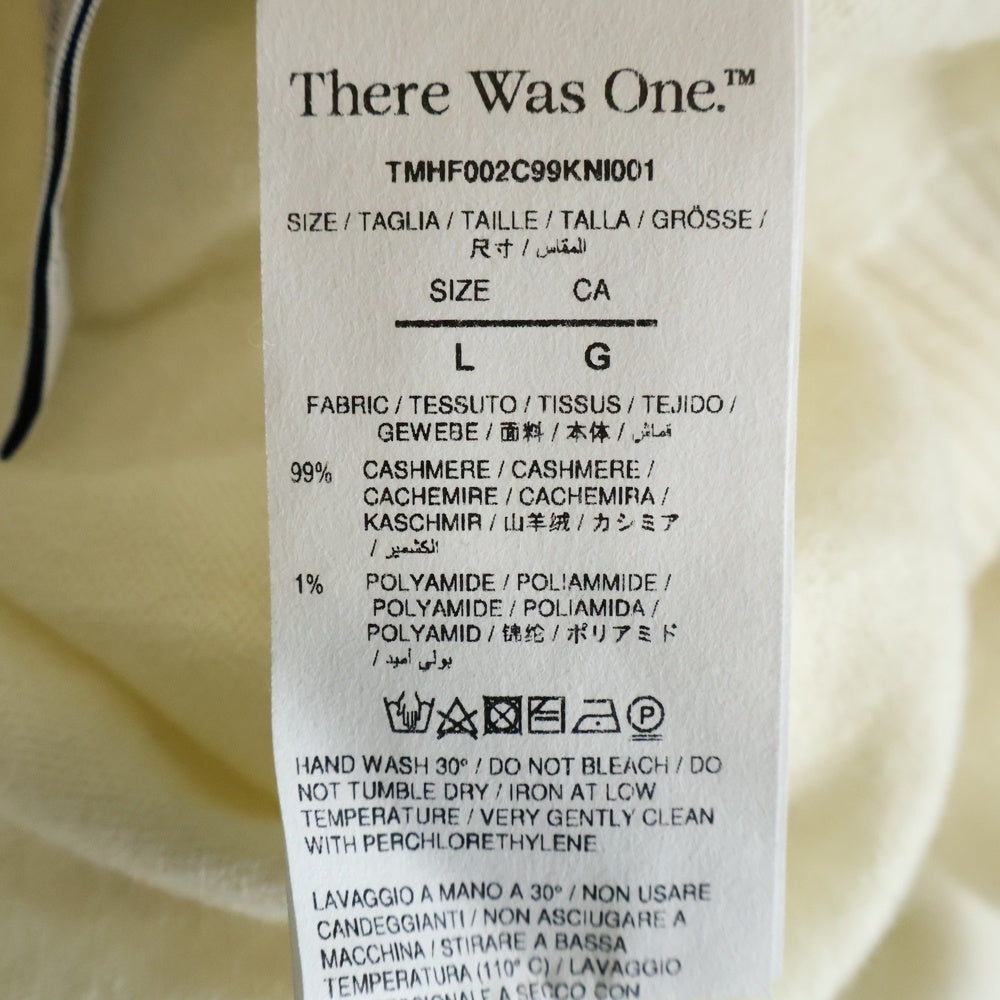 There Was One.™
TMHF002C99KNI001
SIZE / TAGLIA / TAILLE / TALLA / GRÖSSE /
尺寸 / المقاس
SIZE CA
L G
FABRIC / TESSUTO / TISSUS / TEJIDO /
GEWEBE / 面料 / 本体 / قماش
99% CASHMERE / CASHMERE /
CACHEMIRE / CACHEMIRA /
KASCHMIR / 山羊绒 / カシミア
/ الكشمير
1% POLYAMIDE / POLIAMMIDE /
POLYAMIDE / POLIAMIDA /
POLYAMID / 锦纶 / ポリアミド
/ بولي أميد
P
HAND WASH 30° / DO NOT BLEACH / DO
NOT TUMBLE DRY / IRON AT LOW
TEMPERATURE / VERY GENTLY CLEAN
WITH PERCHLORETHYLENE
LAVAGGIO A MANO A 30° / NON USARE
CANDEGGIANTI / NON ASCIUGARE A
MACCHINA / STIRARE A BASSA
TEMPERATURA (110° C) / LAVAGGIO
A SECCO CON